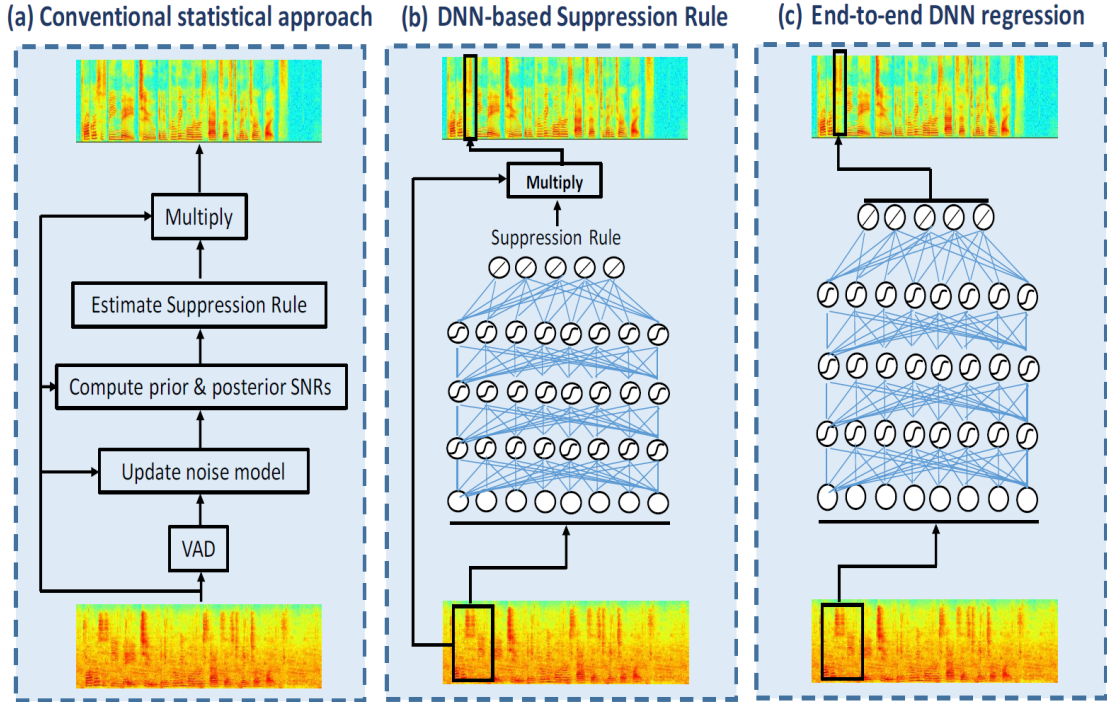 (a) Conventional statistical approach
Multiply
Estimate Suppression Rule
Compute prior & posterior SNRs
Update noise model
VAD
(b) DNN-based Suppression Rule
Multiply
Suppression Rule
(c) End-to-end DNN regression